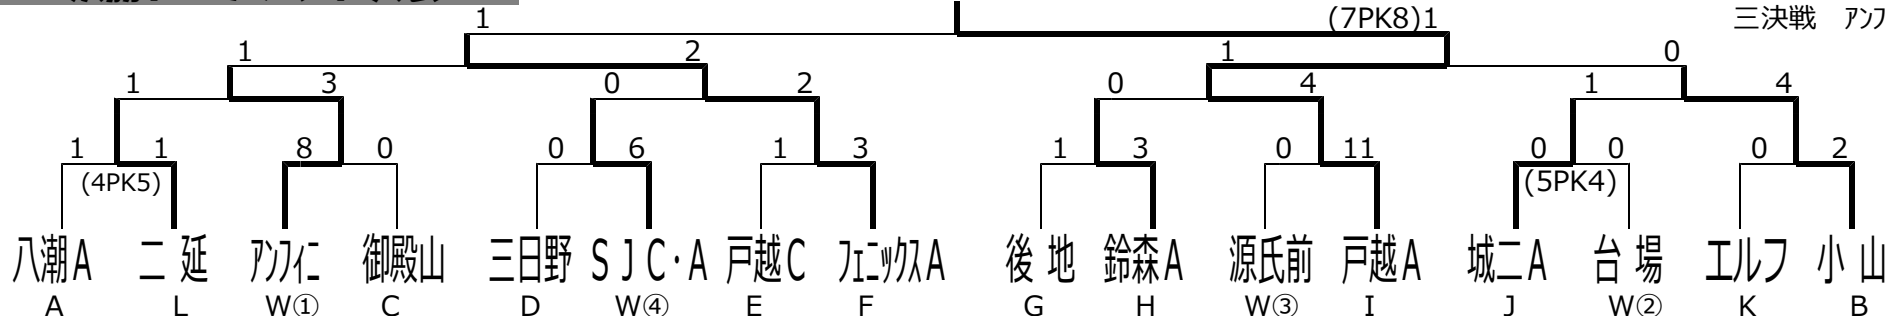 1 (7PK8)1 三決戦 アンフ
1 2 1 0
1 3 0 2 0 4 1 4
1 1 8 0 0 6 1 3 1 3 0 11 0 0 0 2
(4PK5) (5PK4)
八潮A 二延 アンフィニ 御殿山 三日野 SJC・A 戸越C フェニックスA 後地 鈴森A 源氏前 戸越A 城二A 台場 エルフ 小山
A L W① C D W④ E F G H W③ I J W② K B